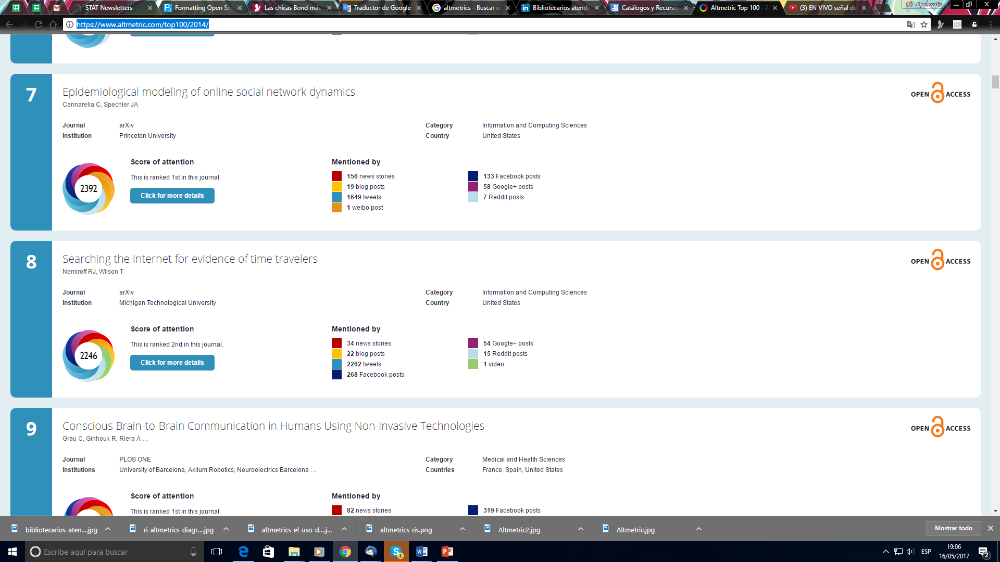 STAT Newsletters
Formatting Open Sci
Las chicas Bond más
Traductor de Google
altmetrics - Buscar co
Bibliotecarios atendi
Catálogos y Recurso
Altmetric Top 100 - 2
(3) EN VIVO señal de
Quo vadis
https://www.altmetric.com/top100/2014/
7
Epidemiological modeling of online social network dynamics
Cannarella C, Spechler JA
OPEN ACCESS
Journal arXiv Category Information and Computing Sciences
Institution Princeton University Country United States
Score of attention Mentioned by
This is ranked 1st in this journal.
2392
Click for more details
156 news stories 133 Facebook posts
19 blog posts 58 Google+ posts
1649 tweets 7 Reddit posts
1 weibo post
8
Searching the Internet for evidence of time travelers
Nemiroff RJ, Wilson T
OPEN ACCESS
Journal arXiv Category Information and Computing Sciences
Institution Michigan Technological University Country United States
Score of attention Mentioned by
This is ranked 2nd in this journal.
2246
Click for more details
34 news stories 54 Google+ posts
22 blog posts 15 Reddit posts
2262 tweets 1 video
268 Facebook posts
9
Conscious Brain-to-Brain Communication in Humans Using Non-Invasive Technologies
Grau C, Ginhoux R, Riera A ...
OPEN ACCESS
Journal PLOS ONE Category Medical and Health Sciences
Institutions University of Barcelona, Axilum Robotics, Neuroelectrics Barcelona ... Countries France, Spain, United States
Score of attention Mentioned by
This is ranked 1st in this journal.
82 news stories 319 Facebook posts
bibliotecarios-aten....jpg
ri-altmetrics-diagr....jpg
altmetrics-el-uso-d....j...
altmetrics-ris.png
Altmetric2.jpg
Altmetric.jpg
Mostrar todo
Escribe aquí para buscar
ESP
19:06
16/05/2017
2